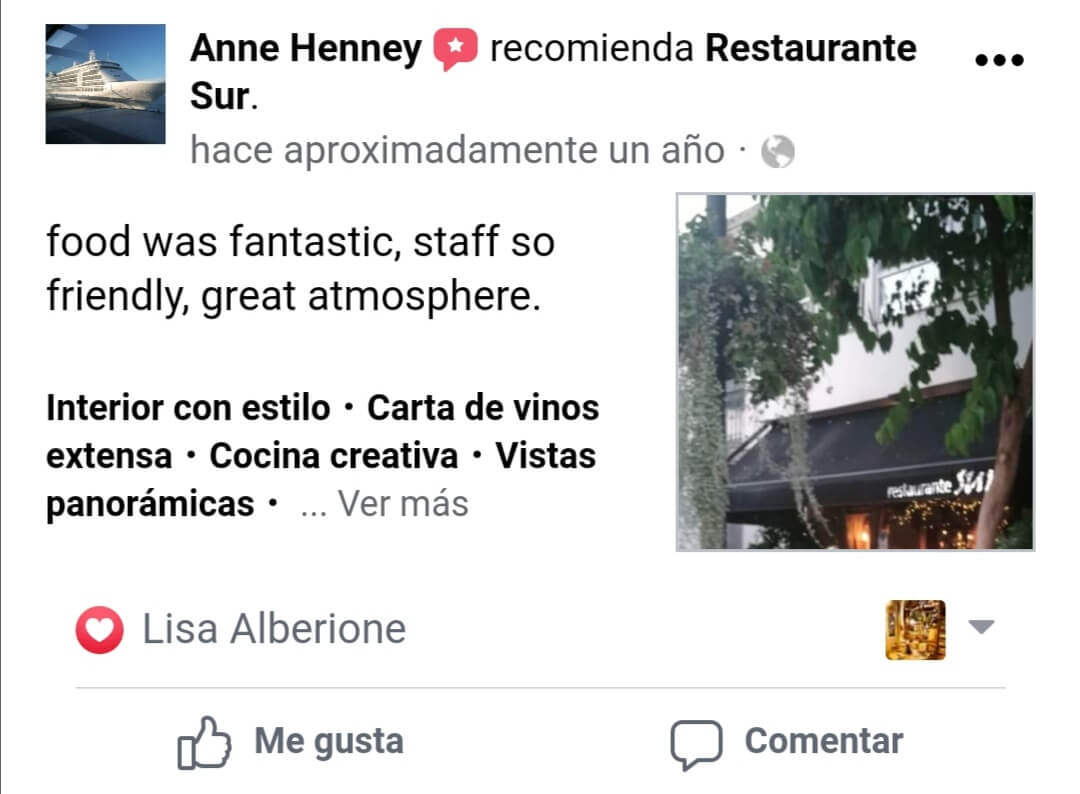 Anne Henney recomienda Restaurante
Sur.
hace aproximadamente un año ·
food was fantastic, staff so
friendly, great atmosphere.
Interior con estilo · Carta de vinos
extensa · Cocina creativa · Vistas
panorámicas · ... Ver más
restaurante sur
Lisa Alberione
Me gusta
Comentar